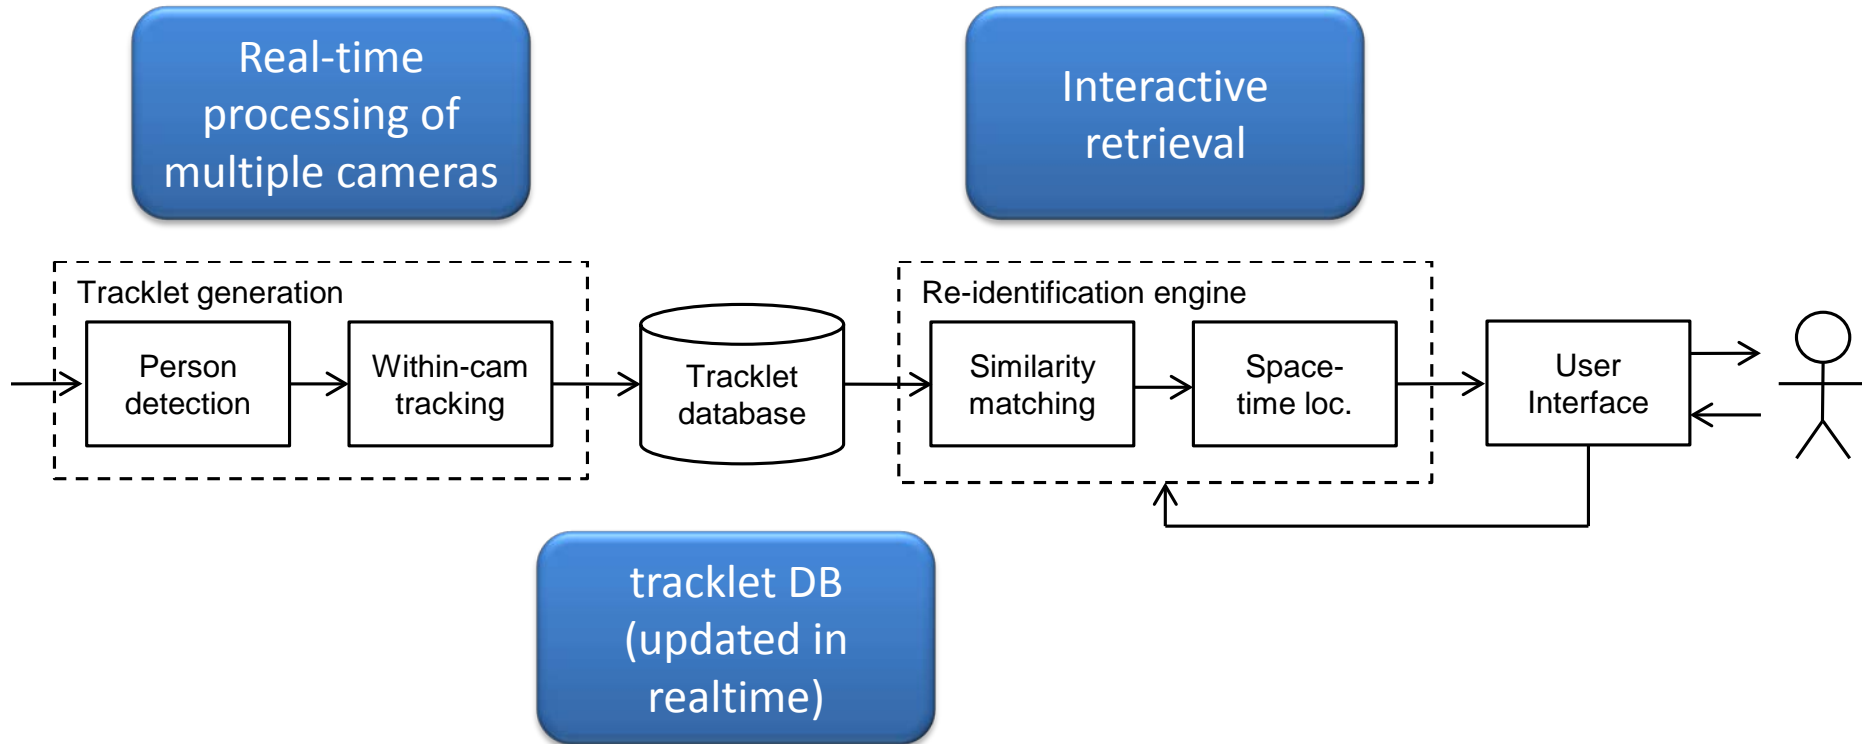 Real-time
processing of
multiple cameras
Interactive
retrieval
Tracklet generation
Person
detection
Within-cam
tracking
Tracklet
database
Re-identification engine
Similarity
matching
Space-
time loc.
User
Interface
tracklet DB
(updated in
realtime)